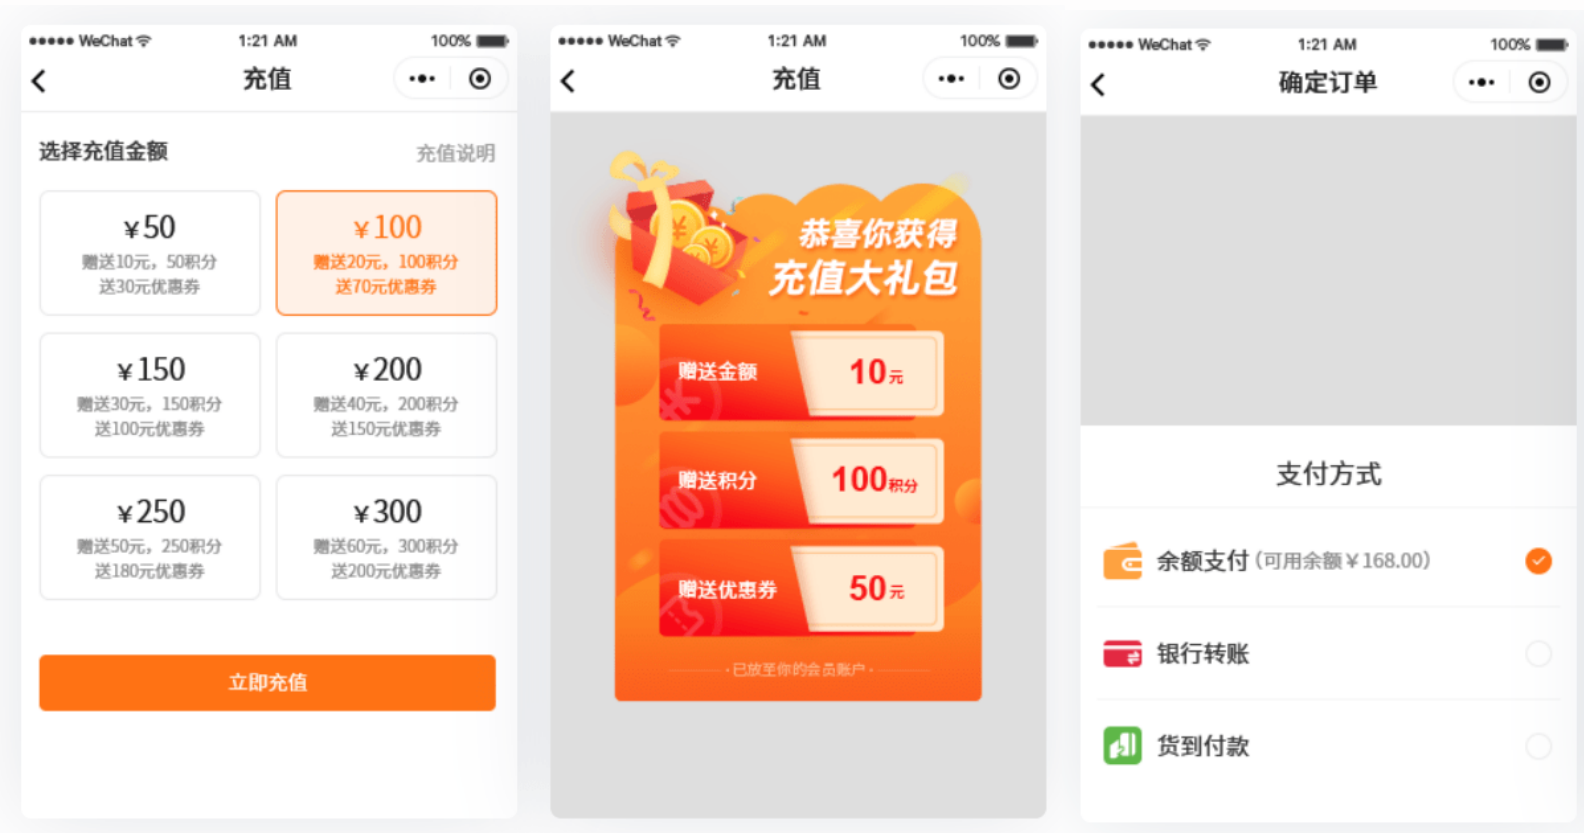 WeChat
1:21 AM
100%
充值
选择充值金额
充值说明
¥50
赠送10元，50积分
送30元优惠券
¥100
赠送20元，100积分
送70元优惠券
¥150
赠送30元，150积分
送100元优惠券
¥200
赠送40元，200积分
送150元优惠券
¥250
赠送50元，250积分
送180元优惠券
¥300
赠送60元，300积分
送200元优惠券
立即充值
WeChat
1:21 AM
100%
充值
恭喜你获得
充值大礼包
赠送金额
10元
赠送积分
100积分
赠送优惠券
50元
·已放至你的会员账户·
WeChat
1:21 AM
100%
确定订单
支付方式
余额支付(可用余额¥168.00)
银行转账
货到付款